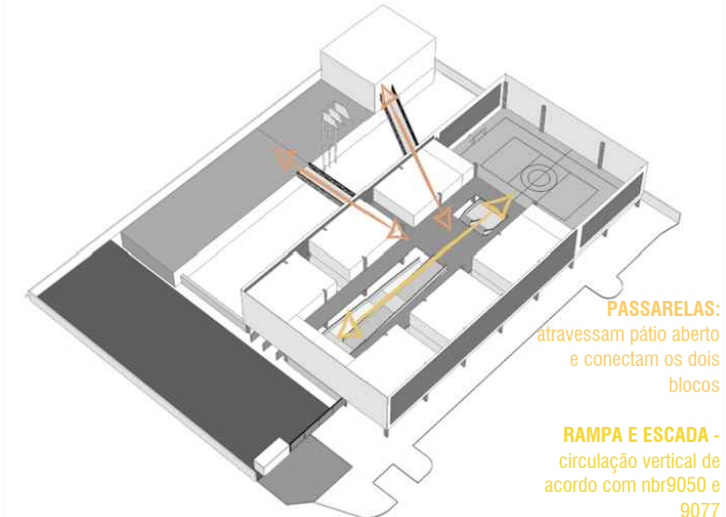 PASSARELAS:
atravessam pátio aberto
e conectam os dois
blocos
RAMPA E ESCADA -
circulação vertical de
acordo com nbr9050 e
9077